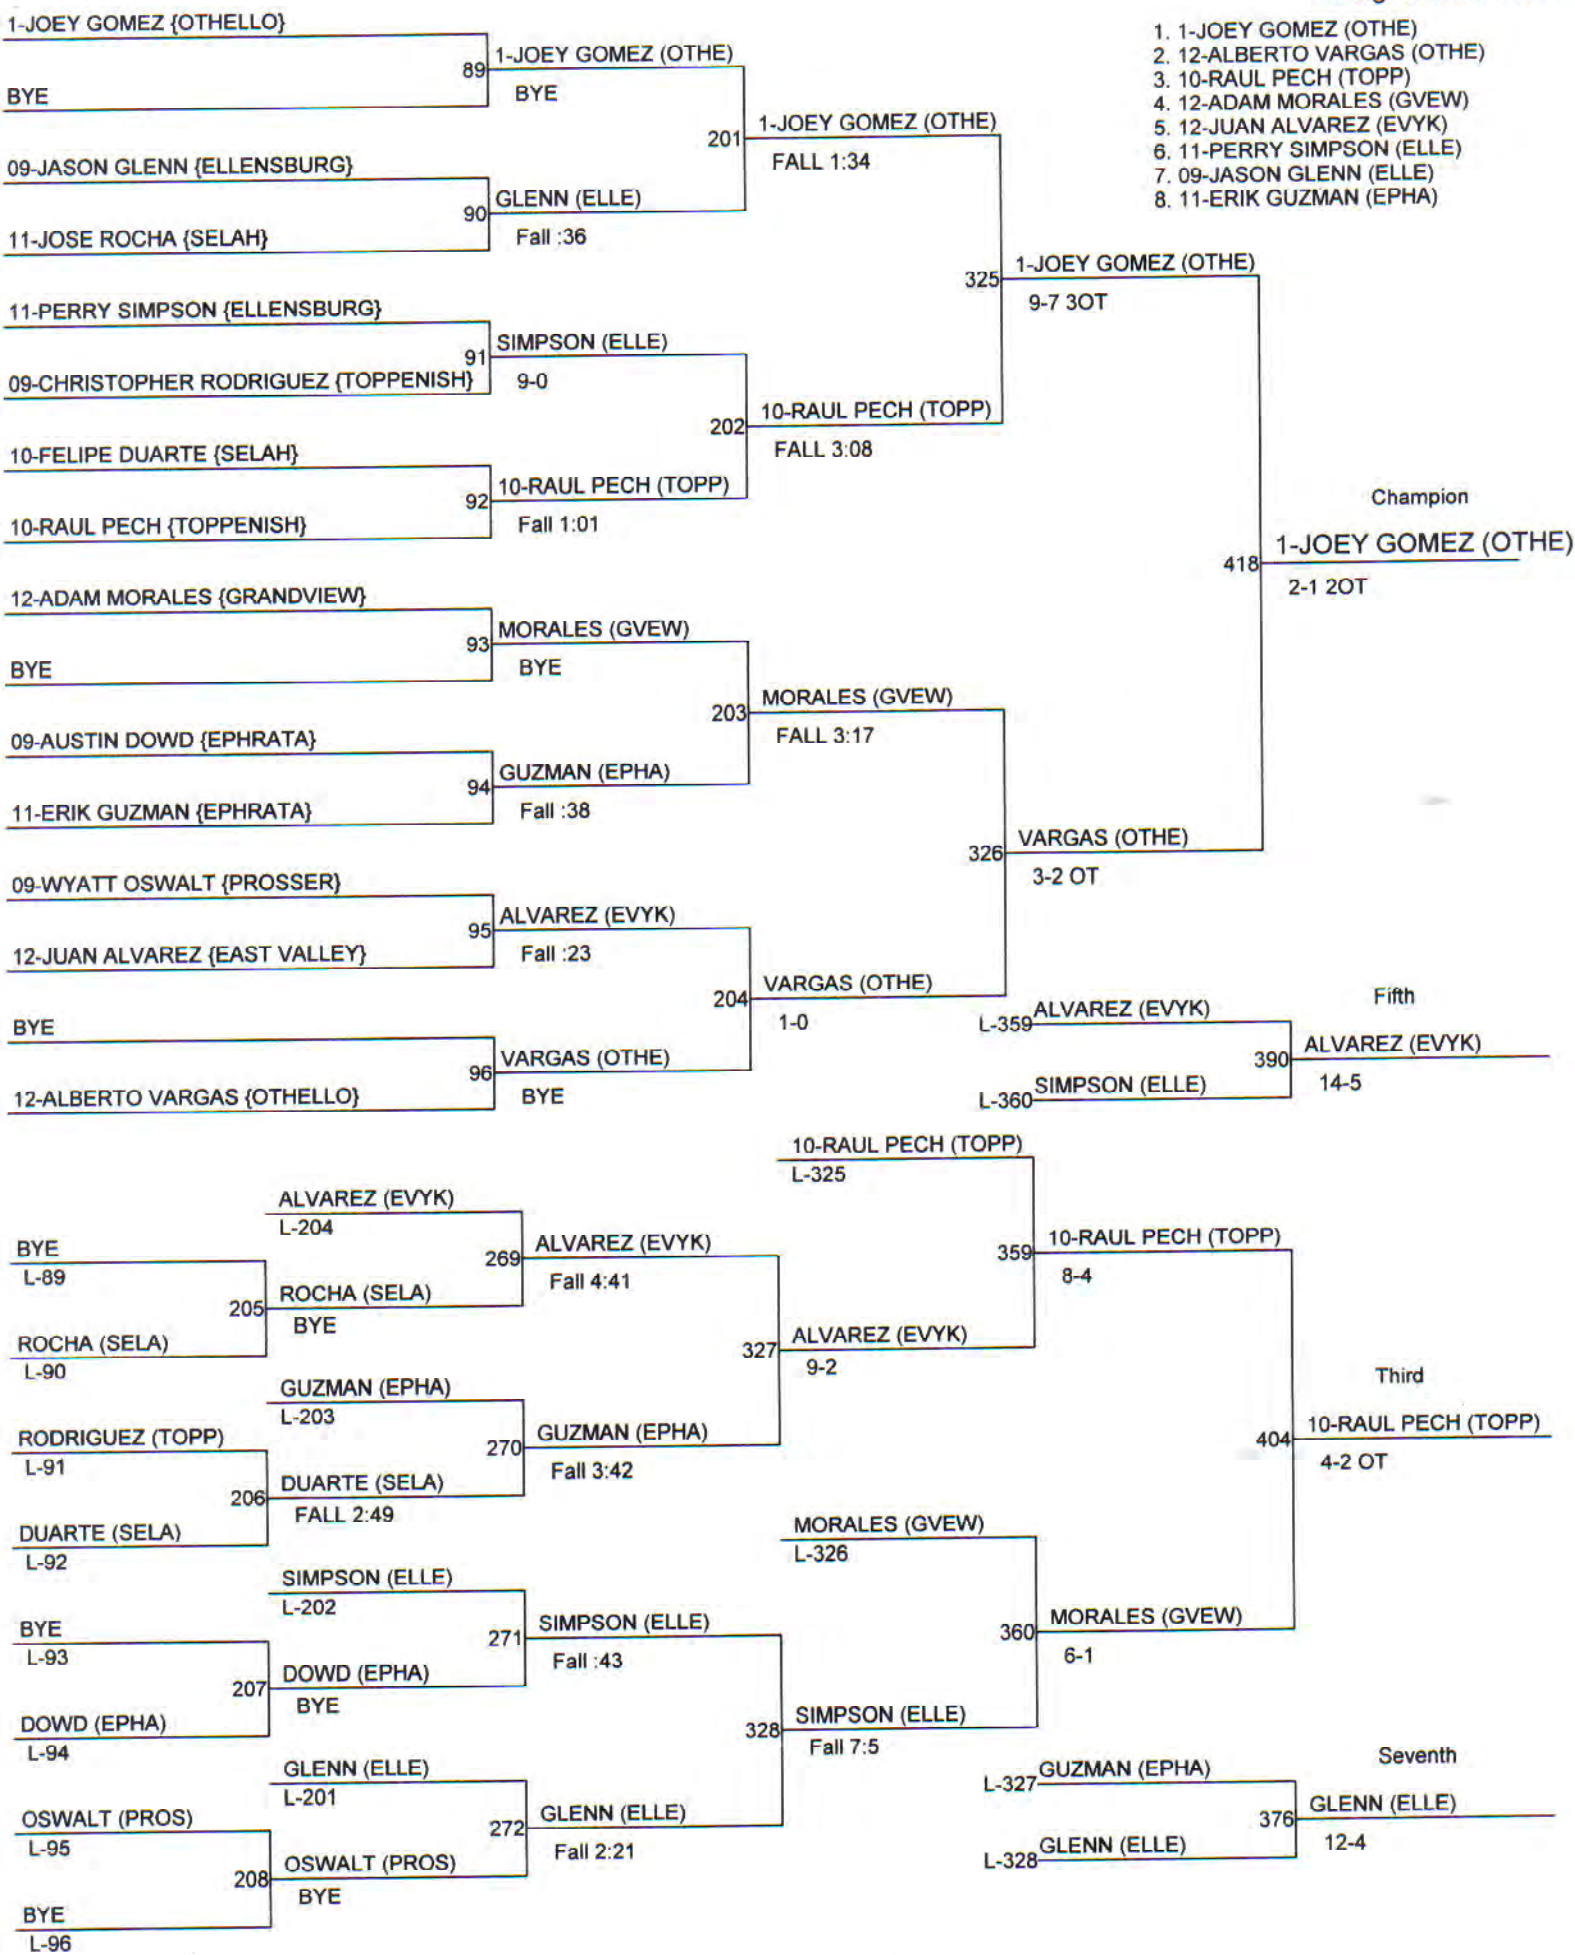 1. 1-JOEY GOMEZ (OTHE)
2. 12-ALBERTO VARGAS (OTHE)
3. 10-RAUL PECH (TOPP)
4. 12-ADAM MORALES (GVEW)
5. 12-JUAN ALVAREZ (EVYK)
6. 11-PERRY SIMPSON (ELLE)
7. 09-JASON GLENN (ELLE)
8. 11-ERIK GUZMAN (EPHA)
1-JOEY GOMEZ {OTHELLO}
BYE
09-JASON GLENN {ELLENSBURG}
11-JOSE ROCHA {SELAH}
11-PERRY SIMPSON {ELLENSBURG}
09-CHRISTOPHER RODRIGUEZ {TOPPENISH}
10-FELIPE DUARTE {SELAH}
10-RAUL PECH {TOPPENISH}
12-ADAM MORALES {GRANDVIEW}
BYE
09-AUSTIN DOWD {EPHRATA}
11-ERIK GUZMAN {EPHRATA}
09-WYATT OSWALT {PROSSER}
12-JUAN ALVAREZ {EAST VALLEY}
BYE
12-ALBERTO VARGAS {OTHELLO}
89
1-JOEY GOMEZ (OTHE)
BYE
90
GLENN (ELLE)
Fall :36
91
SIMPSON (ELLE)
9-0
92
10-RAUL PECH (TOPP)
Fall 1:01
93
MORALES (GVEW)
BYE
94
GUZMAN (EPHA)
Fall :38
95
ALVAREZ (EVYK)
Fall :23
96
VARGAS (OTHE)
BYE
201
1-JOEY GOMEZ (OTHE)
FALL 1:34
202
10-RAUL PECH (TOPP)
FALL 3:08
203
MORALES (GVEW)
FALL 3:17
204
VARGAS (OTHE)
1-0
325
1-JOEY GOMEZ (OTHE)
9-7 3OT
326
VARGAS (OTHE)
3-2 OT
Champion
418
1-JOEY GOMEZ (OTHE)
2-1 2OT
Fifth
L-359
ALVAREZ (EVYK)
L-360
SIMPSON (ELLE)
390
ALVAREZ (EVYK)
14-5
BYE
L-89
ROCHA (SELA)
L-90
RODRIGUEZ (TOPP)
L-91
DUARTE (SELA)
L-92
BYE
L-93
DOWD (EPHA)
L-94
OSWALT (PROS)
L-95
BYE
L-96
ALVAREZ (EVYK)
L-204
205
ROCHA (SELA)
BYE
GUZMAN (EPHA)
L-203
206
DUARTE (SELA)
FALL 2:49
SIMPSON (ELLE)
L-202
207
DOWD (EPHA)
BYE
GLENN (ELLE)
L-201
208
OSWALT (PROS)
BYE
269
ALVAREZ (EVYK)
Fall 4:41
270
GUZMAN (EPHA)
Fall 3:42
271
SIMPSON (ELLE)
Fall :43
272
GLENN (ELLE)
Fall 2:21
10-RAUL PECH (TOPP)
L-325
327
ALVAREZ (EVYK)
9-2
MORALES (GVEW)
L-326
328
SIMPSON (ELLE)
Fall 7:5
359
10-RAUL PECH (TOPP)
8-4
360
MORALES (GVEW)
6-1
Third
404
10-RAUL PECH (TOPP)
4-2 OT
Seventh
L-327
GUZMAN (EPHA)
L-328
GLENN (ELLE)
376
GLENN (ELLE)
12-4